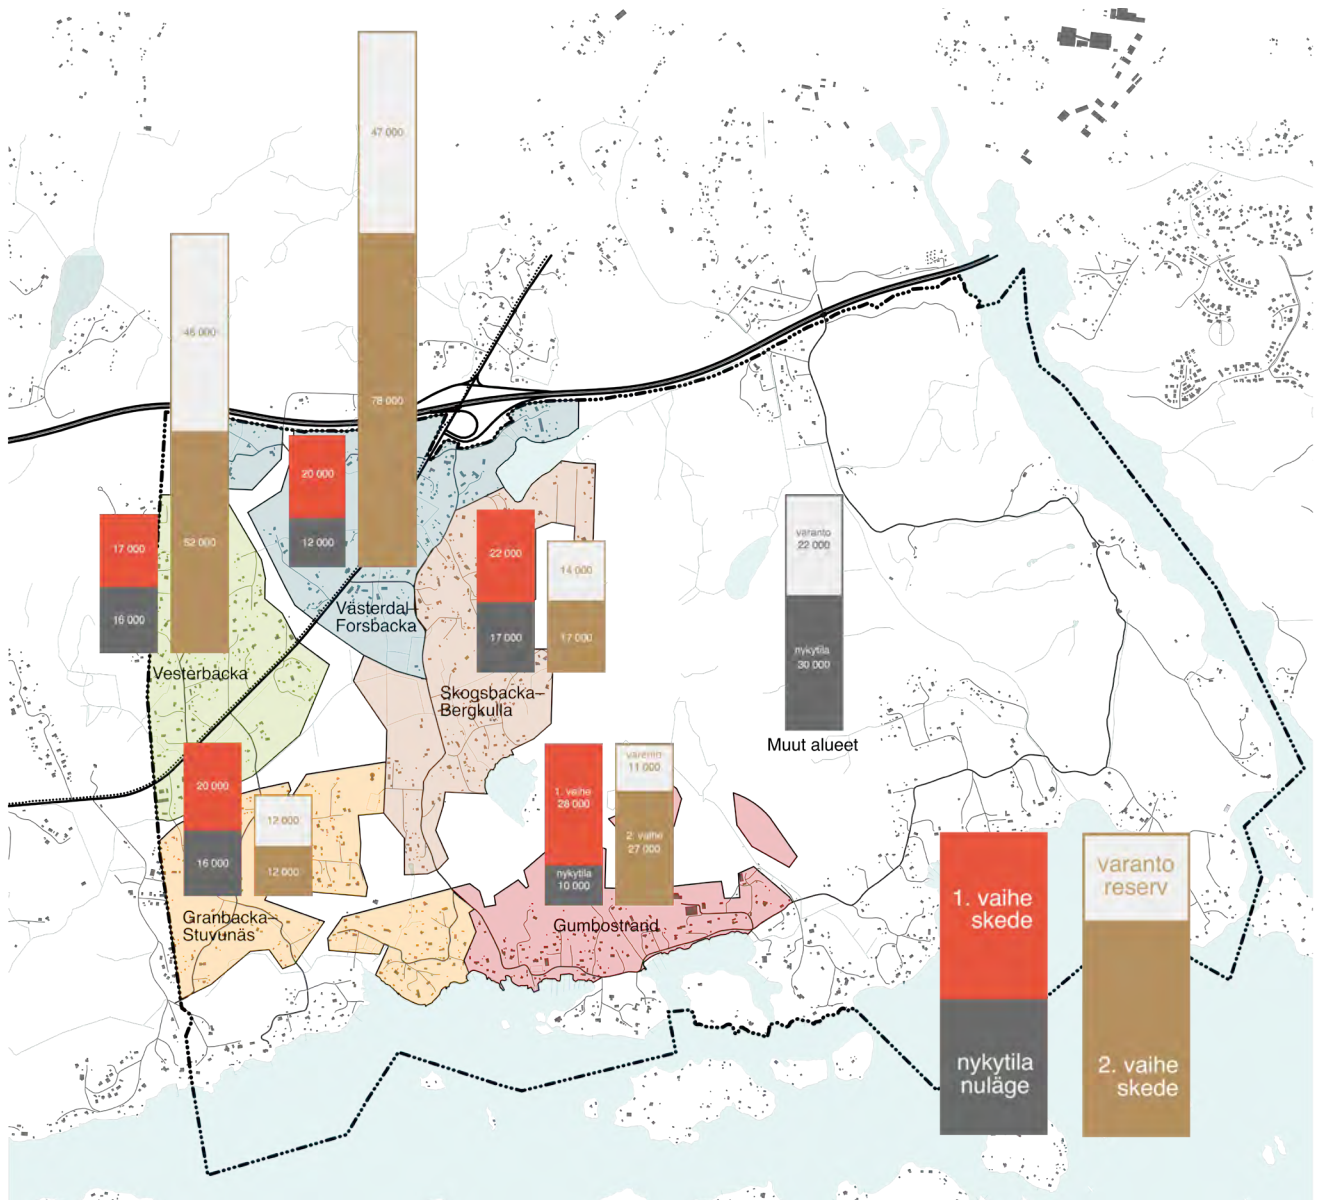 47 000
46 000
78 000
52 000
20 000
12 000
17 000
16 000
22 000
17 000
14 000
17 000
varanto
22 000
nykytila
30 000
Västerdal–
Forsbacka
Vesterbacka
Skogsbacka–
Bergkulla
Muut alueet
20 000
16 000
12 000
12 000
1. vaihe
28 000
nykytila
10 000
varanto
11 000
2. vaihe
27 000
Granbacka–
Stuvunäs
Gumbostrand
1. vaihe
skede
nykytila
nuläge
varanto
reserv
2. vaihe
skede